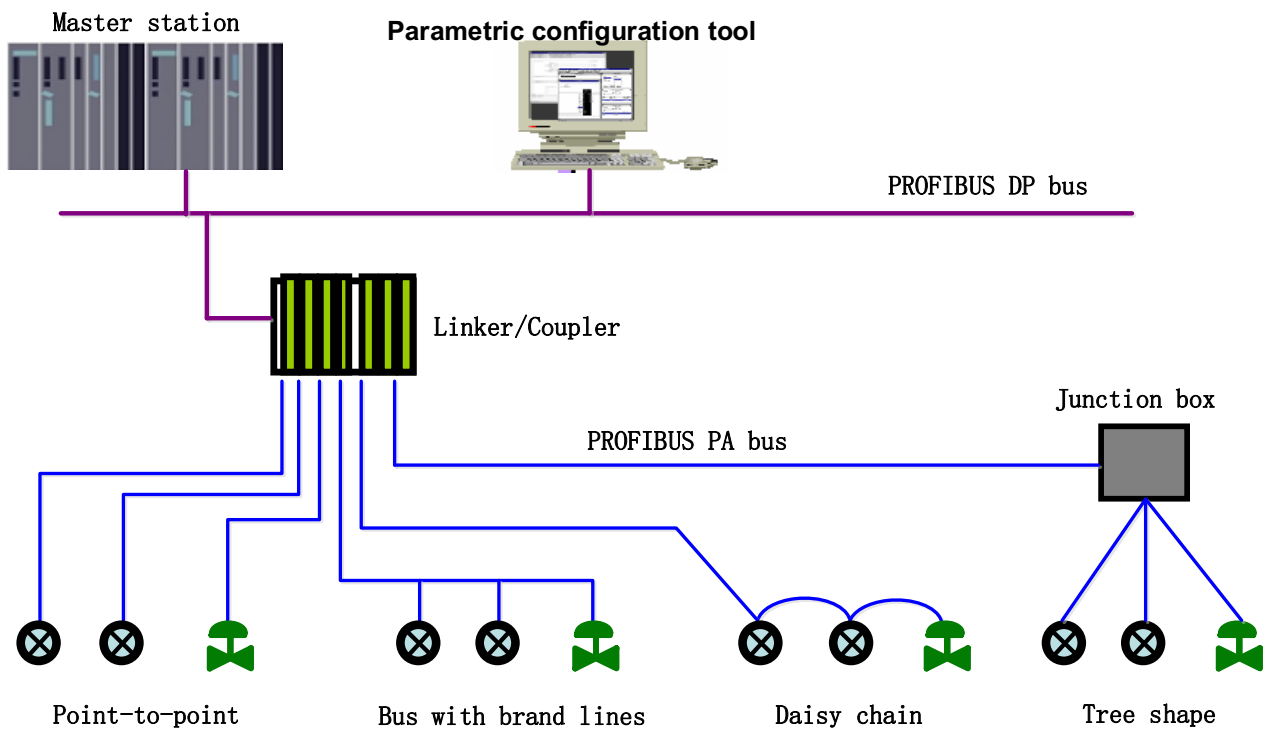 Master station
Parametric configuration tool
PROFIBUS DP bus
Linker/Coupler
Junction box
PROFIBUS PA bus
Point-to-point
Bus with brand lines
Daisy chain
Tree shape